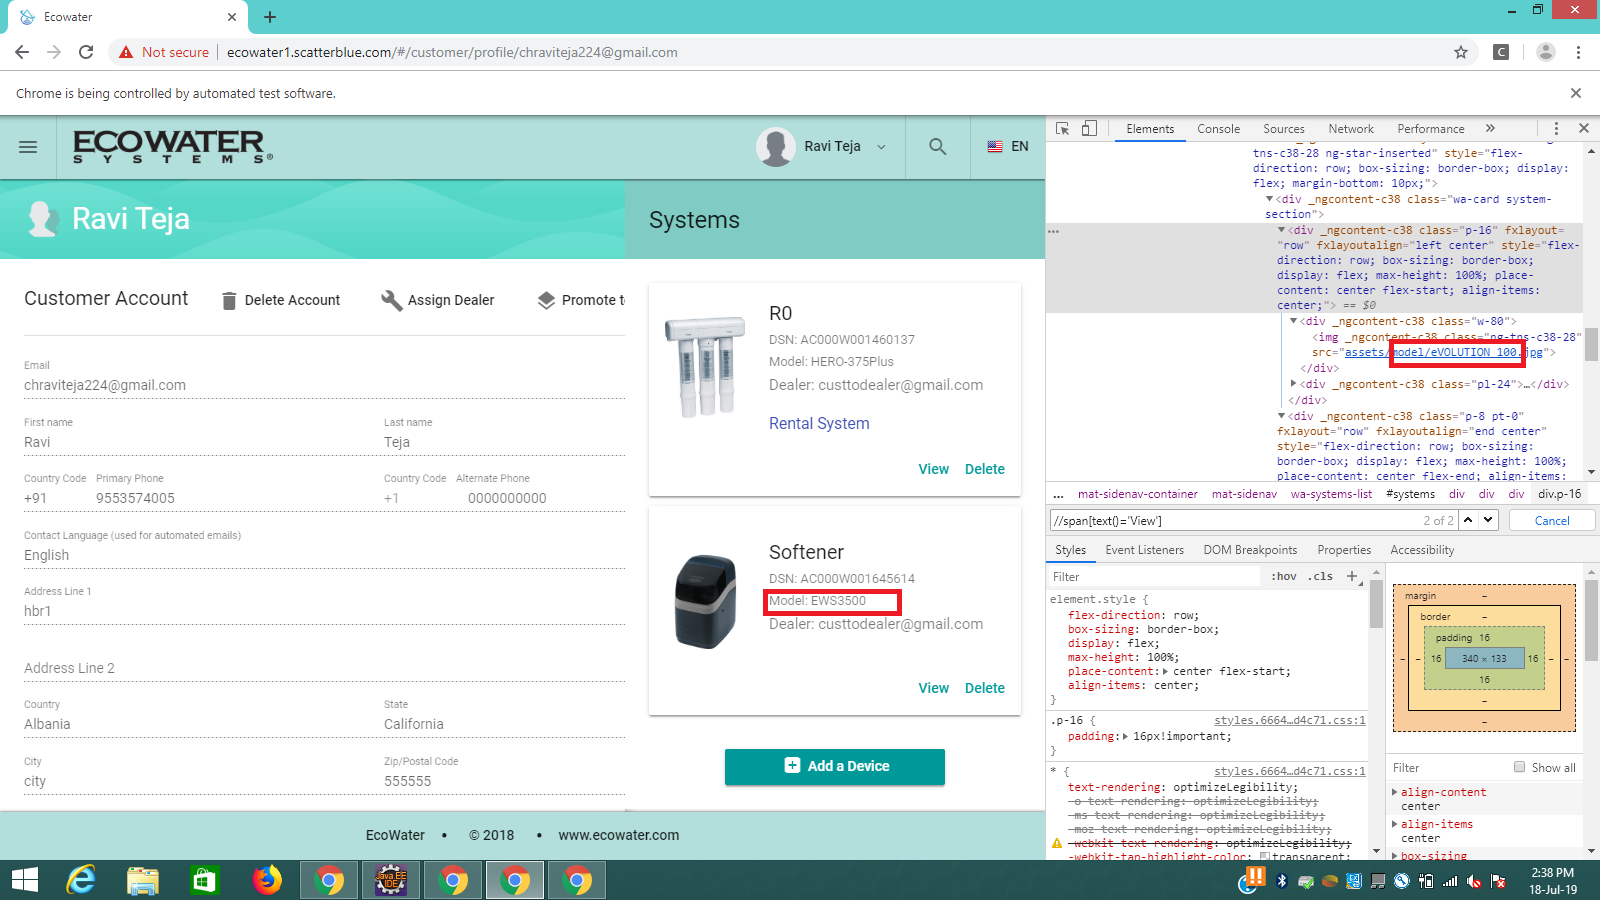 Ecowater
Not secure
ecowater1.scatterblue.com/#/customer/profile/chraviteja224@gmail.com
C
Chrome is being controlled by automated test software.
ECOWATER
SYSTEMS
Ravi Teja
EN
Ravi Teja
Systems
Customer Account
Delete Account
Assign Dealer
Promote t
Email
chraviteja224@gmail.com
First name
Last name
Ravi
Teja
Country Code Primary Phone
Country Code Alternate Phone
+91 9553574005
+1 0000000000
Contact Language (used for automated emails)
English
Address Line 1
hbr1
Address Line 2
Country
State
Albania
California
City
Zip/Postal Code
city
555555
R0
DSN: AC000W001460137
Model: HERO-375Plus
Dealer: custtodealer@gmail.com
Rental System
View Delete
Softener
DSN: AC000W001645614
Model: EWS3500
Dealer: custtodealer@gmail.com
View Delete
Add a Device
EcoWater • © 2018 • www.ecowater.com
Elements Console Sources Network Performance »
tns-c38-28 ng-star-inserted" style="flex-
direction: row; box-sizing: border-box; display:
flex; margin-bottom: 10px;">
<div _ngcontent-c38 class="wa-card system-
section">
<div _ngcontent-c38 class="p-16" fxlayout=
"row" fxlayoutalign="left center" style="flex-
direction: row; box-sizing: border-box;
display: flex; max-height: 100%; place-
content: center flex-start; align-items:
center;"> == $0
<div _ngcontent-c38 class="w-80">
<img _ngcontent-c38 class="ng-tns-c38-28"
src="assets/model/eVOLUTION_100.jpg">
</div>
<div _ngcontent-c38 class="pl-24">…</div>
</div>
<div _ngcontent-c38 class="p-8 pt-0"
fxlayout="row" fxlayoutalign="end center"
style="flex-direction: row; box-sizing:
border-box; display: flex; max-height: 100%;
place-content: center flex-end; align-items:
... mat-sidenav-container mat-sidenav wa-systems-list #systems div div div div.p-16
//span[text()='View'] 2 of 2 Cancel
Styles Event Listeners DOM Breakpoints Properties Accessibility
Filter :hov .cls +
element.style {
flex-direction: row;
box-sizing: border-box;
display: flex;
max-height: 100%;
place-content: center flex-start;
align-items: center;
}
.p-16 { styles.6664…d4c71.css:1
padding: 16px!important;
}
* { styles.6664…d4c71.css:1
text-rendering: optimizeLegibility;
-o-text-rendering: optimizeLegibility;
-ms-text-rendering: optimizeLegibility;
-moz-text-rendering: optimizeLegibility;
-webkit-text-rendering: optimizeLegibility;
-webkit-tap-highlight-color: transparent;
margin –
border –
padding 16
– – 16 340 × 133 16 – –
16
–
–
Filter Show all
align-content
center
align-items
center
box-sizing
Java EE
IDE
2:38 PM
18-Jul-19